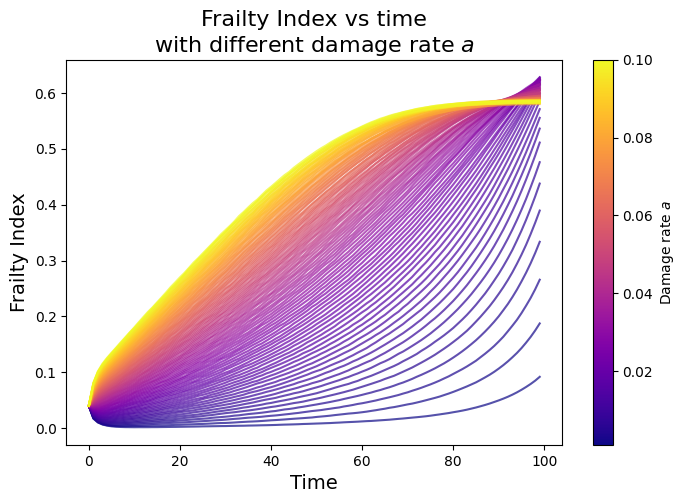 Frailty Index vs time
with different damage rate a
Frailty Index
0.6
0.5
0.4
0.3
0.2
0.1
0.0
0 20 40 60 80 100
Time
0.10
0.08
0.06
0.04
0.02
Damage rate a